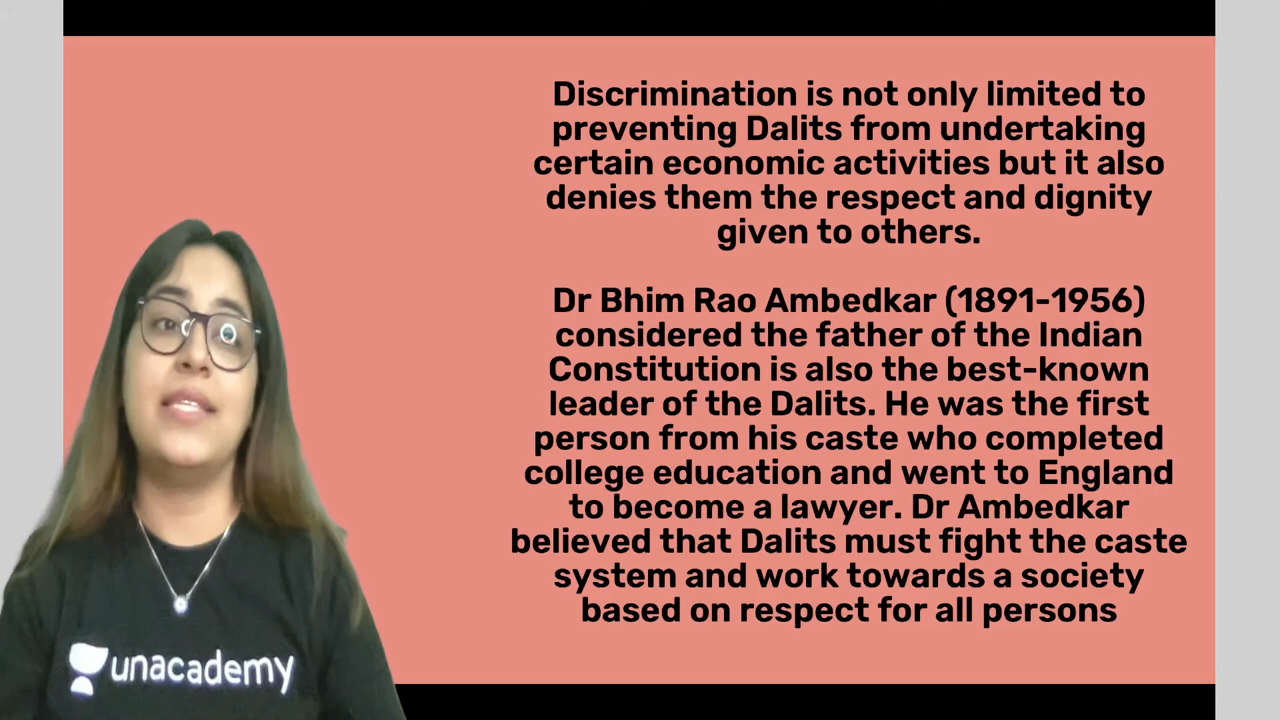 Discrimination is not only limited to
preventing Dalits from undertaking
certain economic activities but it also
denies them the respect and dignity
given to others.
Dr Bhim Rao Ambedkar (1891-1956)
considered the father of the Indian
Constitution is also the best-known
leader of the Dalits. He was the first
person from his caste who completed
college education and went to England
to become a lawyer. Dr Ambedkar
believed that Dalits must fight the caste
system and work towards a society
based on respect for all persons
unacademy